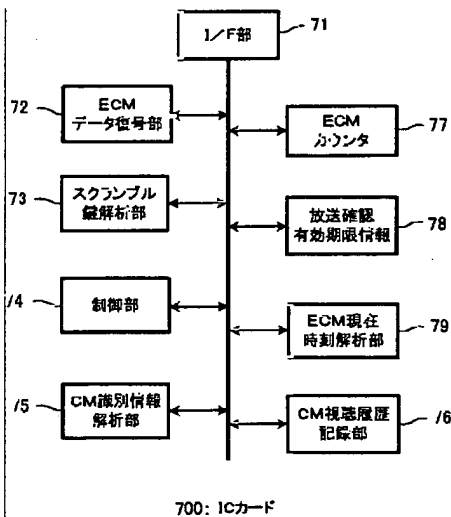 I/F部
71
72
ECM
データ復号部
ECM
カウンタ
77
73
スクランブル
鍵解析部
放送確認
有効期限情報
78
/4
制御部
ECM現在
時刻解析部
79
/5
CM識別情報
解析部
CM視聴履歴
記録部
/6
700: ICカード